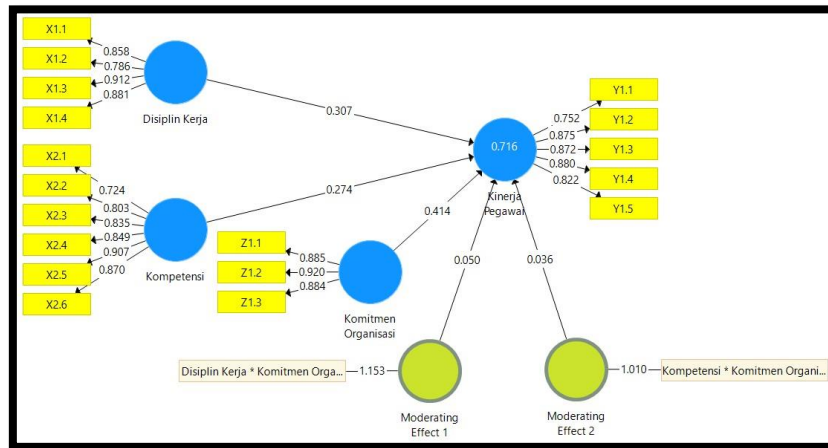 X1.1
X1.2
X1.3
X1.4
0.858
0.786
0.912
0.881
Disiplin Kerja
0.307
X2.1
X2.2
X2.3
X2.4
X2.5
X2.6
0.724
0.803
0.835
0.849
0.907
0.870
Kompetensi
0.274
Z1.1
Z1.2
Z1.3
0.885
0.920
0.884
Komitmen
Organisasi
0.414
0.716
Kinerja
Pegawai
0.752
0.875
0.872
0.880
0.822
Y1.1
Y1.2
Y1.3
Y1.4
Y1.5
0.050
0.036
Disiplin Kerja * Komitmen Orga...
1.153
Moderating
Effect 1
1.010
Kompetensi * Komitmen Organi...
Moderating
Effect 2